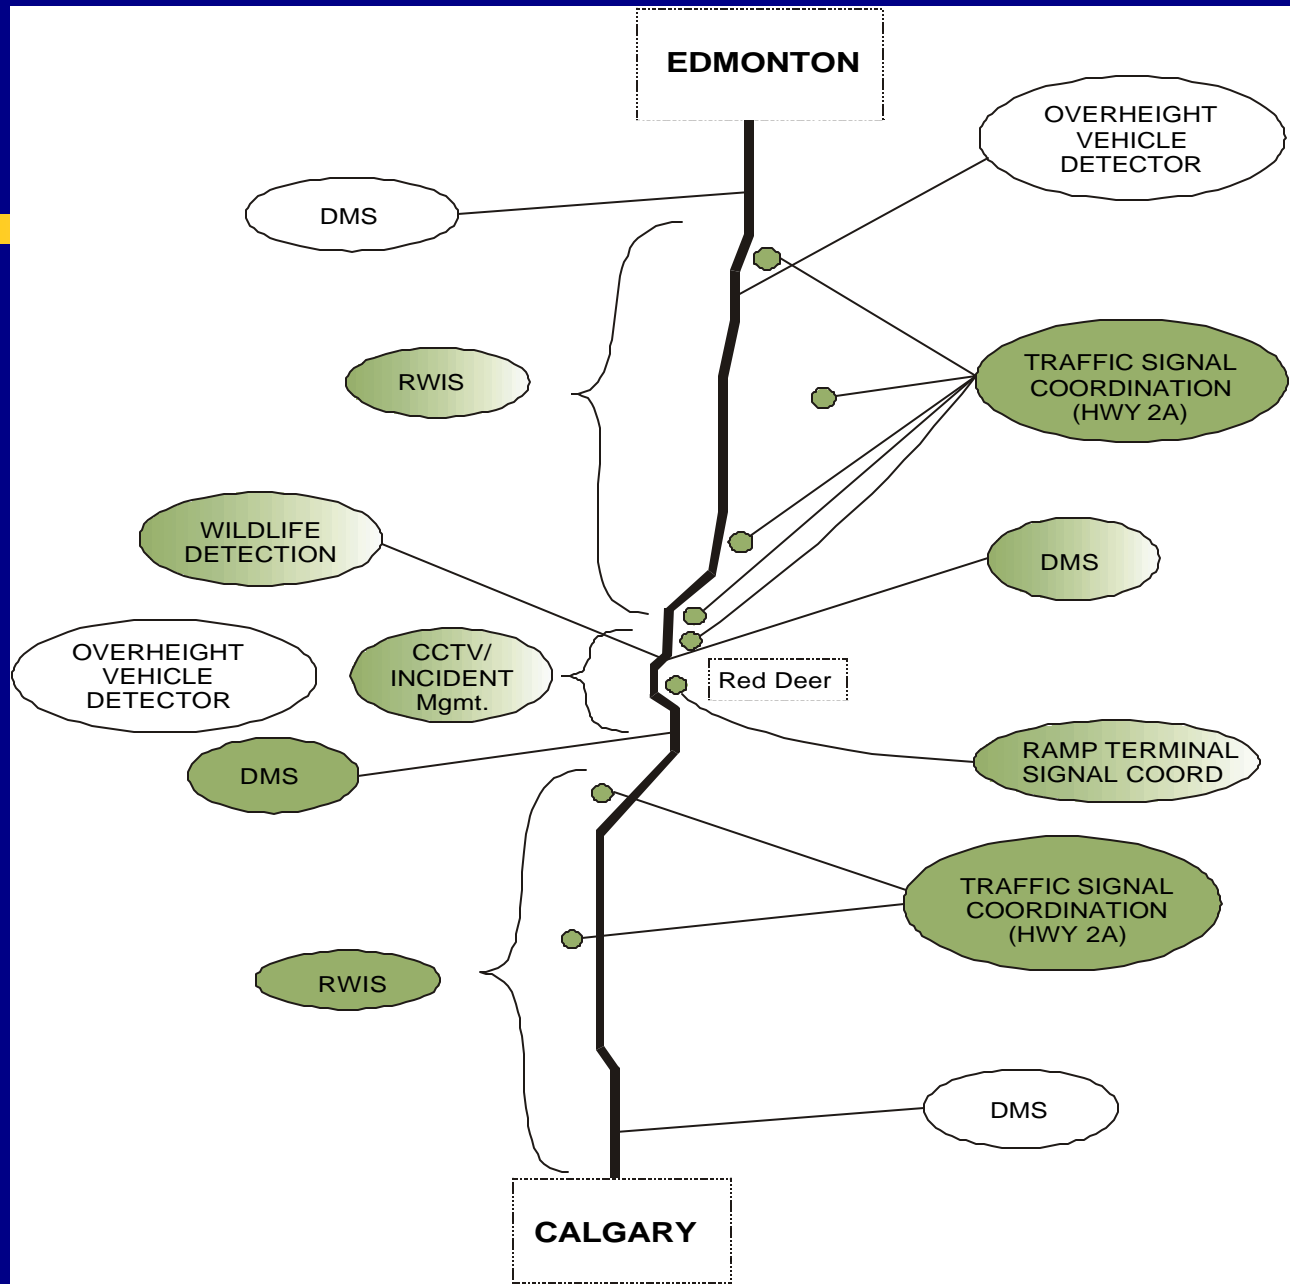 EDMONTON
OVERHEIGHT
VEHICLE
DETECTOR
DMS
TRAFFIC SIGNAL
COORDINATION
(HWY 2A)
RWIS
WILDLIFE
DETECTION
DMS
OVERHEIGHT
VEHICLE
DETECTOR
CCTV/
INCIDENT
Mgmt.
Red Deer
RAMP TERMINAL
SIGNAL COORD
DMS
TRAFFIC SIGNAL
COORDINATION
(HWY 2A)
RWIS
DMS
CALGARY